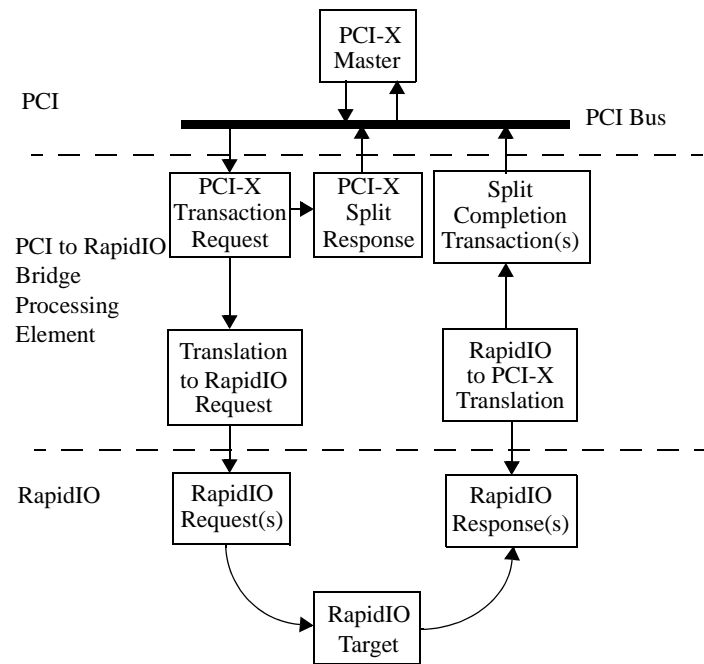 PCI-X
Master
PCI
PCI Bus
PCI-X
Transaction
Request
PCI-X
Split
Response
Split
Completion
Transaction(s)
PCI to RapidIO
Bridge
Processing
Element
Translation
to RapidIO
Request
RapidIO
to PCI-X
Translation
RapidIO
RapidIO
Request(s)
RapidIO
Response(s)
RapidIO
Target